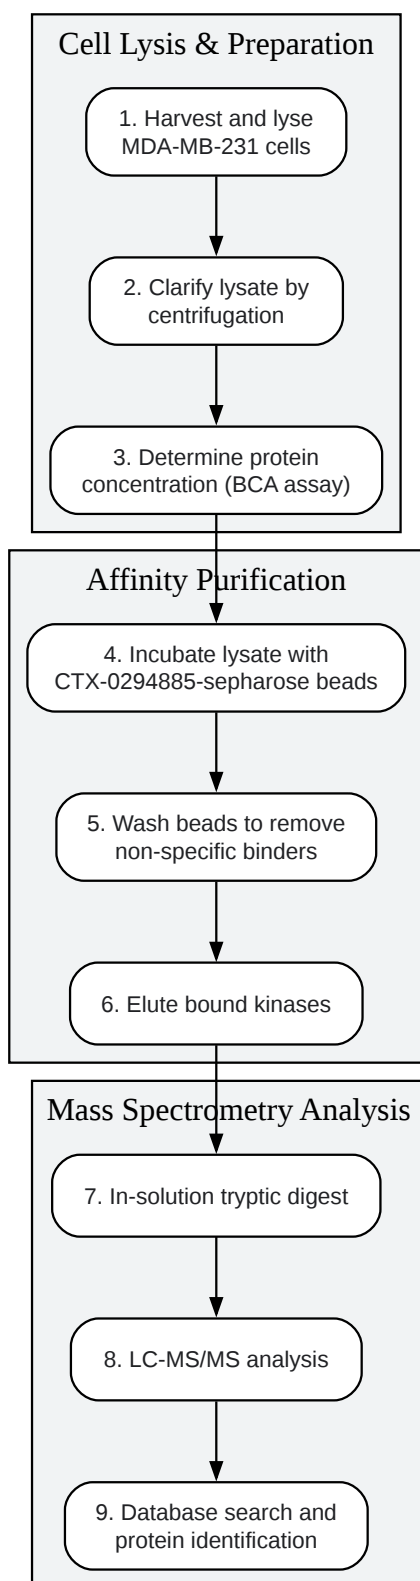 Cell Lysis & Preparation
1. Harvest and lyse
MDA-MB-231 cells
2. Clarify lysate by
centrifugation
3. Determine protein
concentration (BCA assay)
Affinity Purification
4. Incubate lysate with
CTX-0294885-sepharose beads
5. Wash beads to remove
non-specific binders
6. Elute bound kinases
Mass Spectrometry Analysis
7. In-solution tryptic digest
8. LC-MS/MS analysis
9. Database search and
protein identification